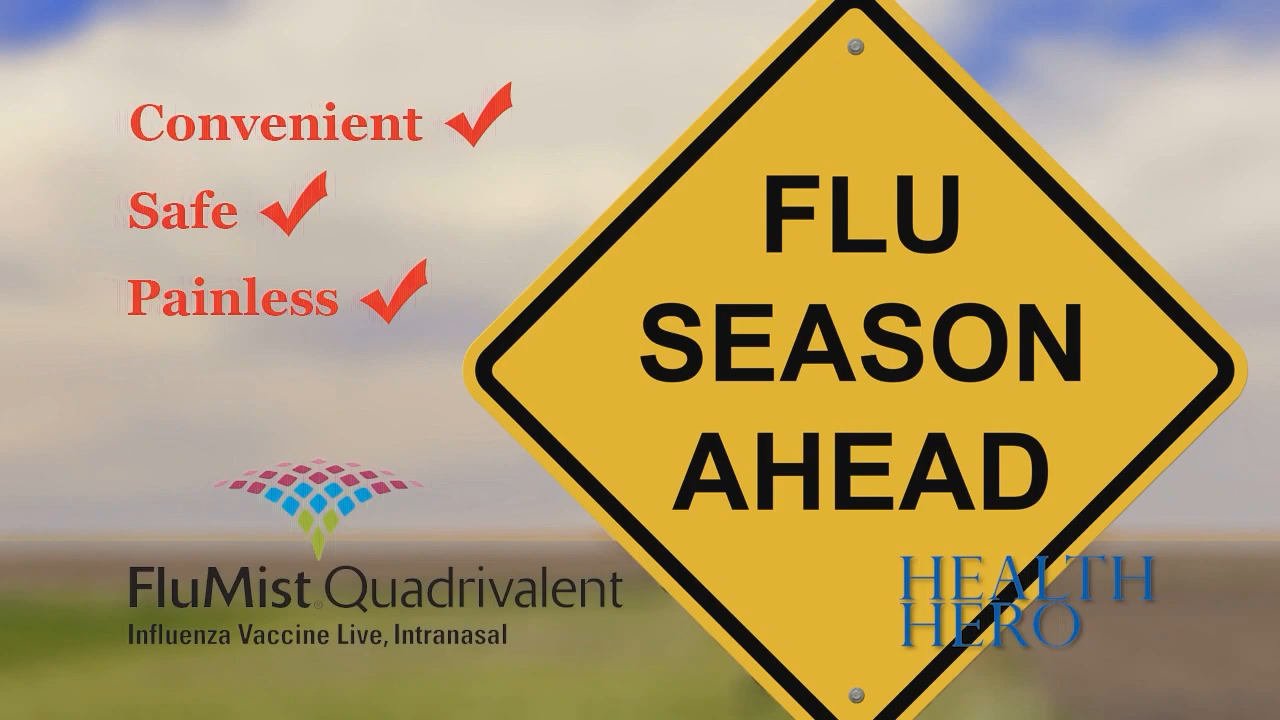 Convenient
Safe
Painless
FLU
SEASON
AHEAD
FluMist® Quadrivalent
Influenza Vaccine Live, Intranasal
HEALTH
HERO